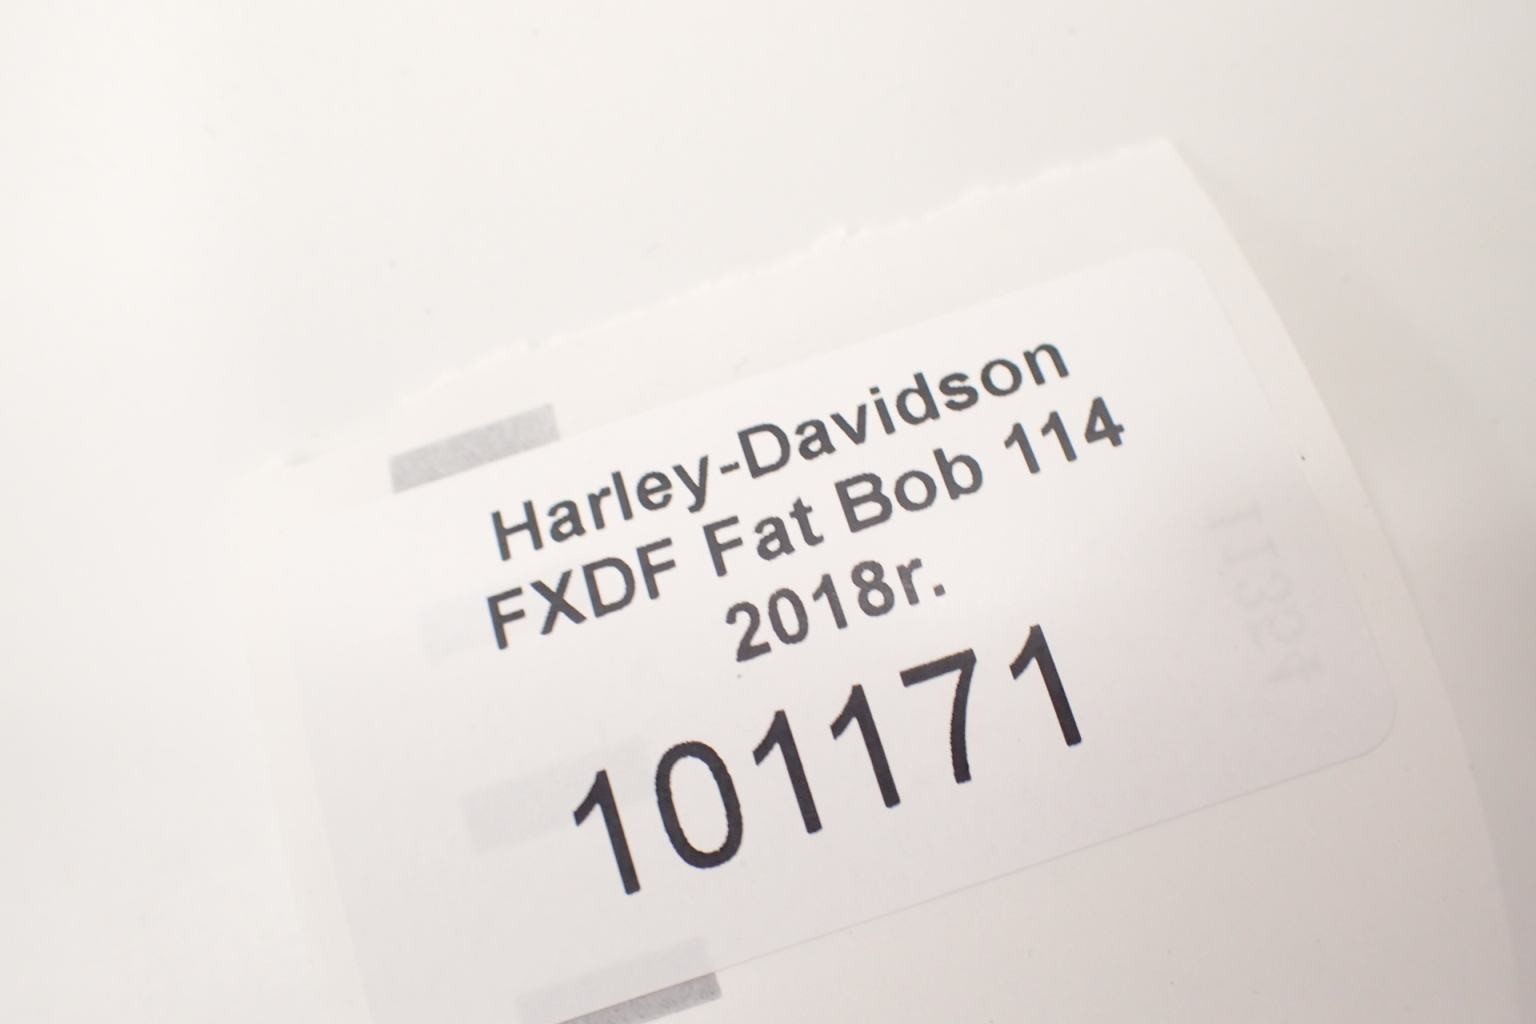 Harley-Davidson
FXDF Fat Bob 114
2018r.
101171